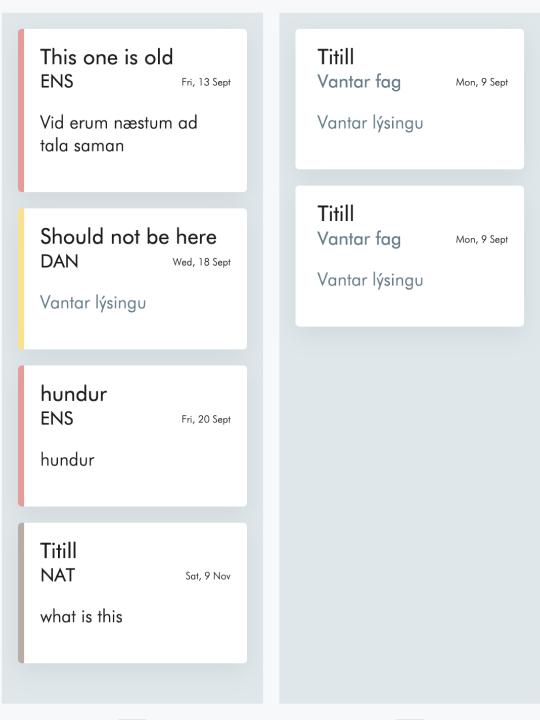 This one is old
ENS
Fri, 13 Sept
Vid erum næstum ad
tala saman
Should not be here
DAN
Wed, 18 Sept
Vantar lýsingu
hundur
ENS
Fri, 20 Sept
hundur
Titill
NAT
Sat, 9 Nov
what is this
Titill
Vantar fag
Mon, 9 Sept
Vantar lýsingu
Titill
Vantar fag
Mon, 9 Sept
Vantar lýsingu